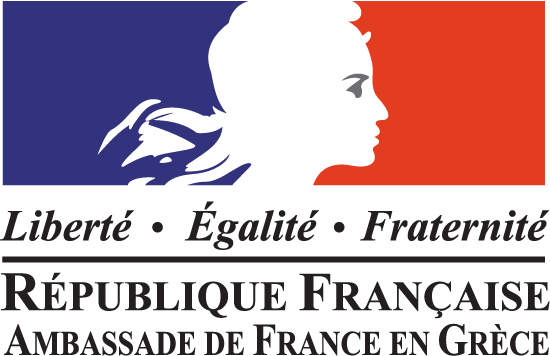 Liberté • Égalité • Fraternité
RÉPUBLIQUE FRANÇAISE
AMBASSADE DE FRANCE EN GRÈCE